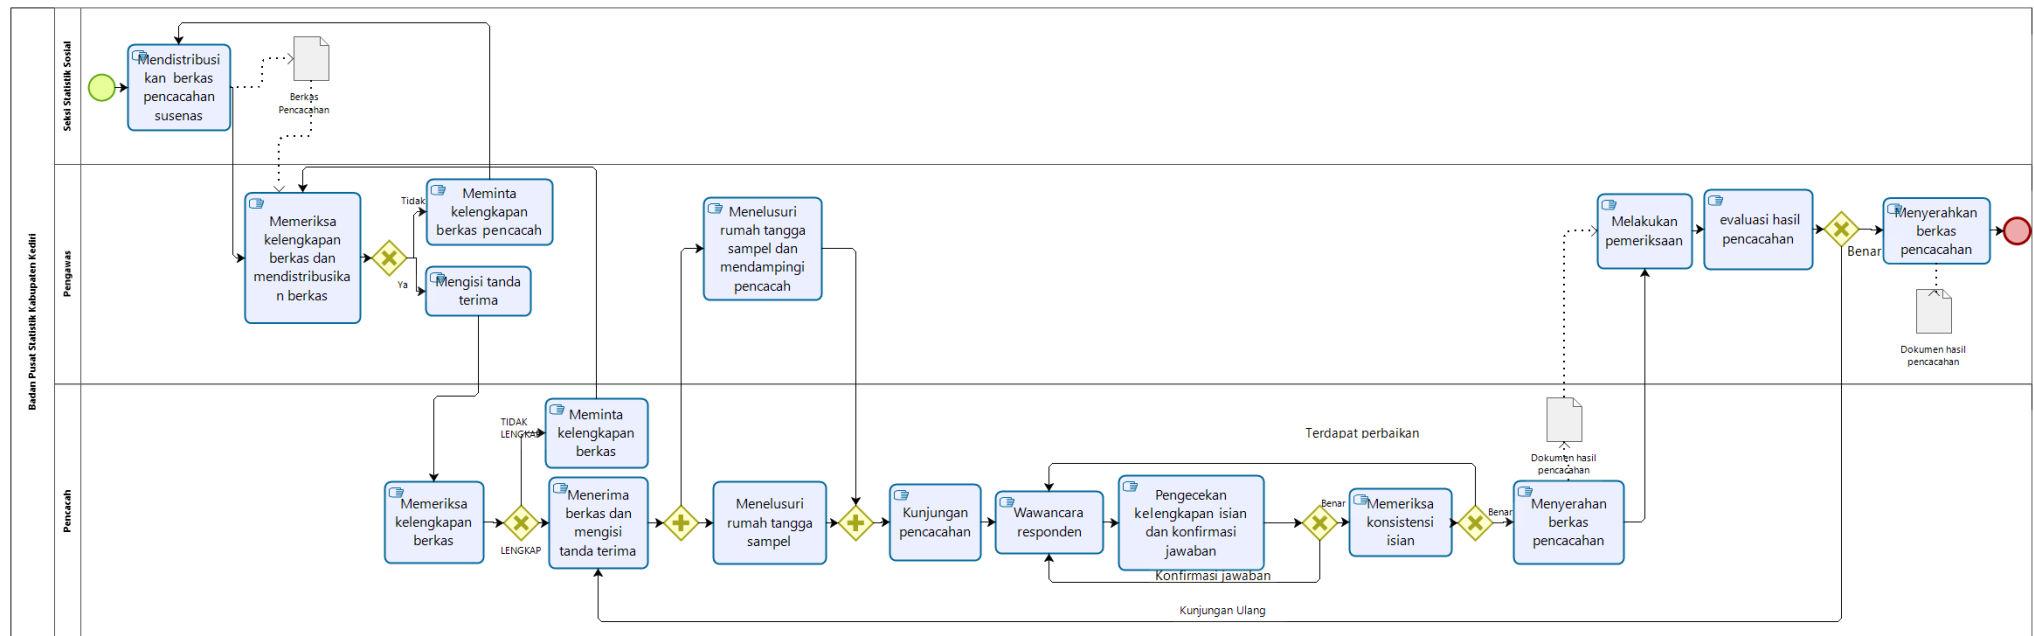 Badan Pusat Statistik Kabupaten Kediri
Seksi Statistik Sosial
Mendistribusi
kan berkas
pencacahan
susenas
Berkas
Pencacahan
Pengawas
Memeriksa
kelengkapan
berkas dan
mendistribusika
n berkas
Tidak
Ya
Meminta
kelengkapan
berkas pencacah
Mengisi tanda
terima
Menelusuri
rumah tangga
sampel dan
mendampingi
pencacah
Melakukan
pemeriksaan
evaluasi hasil
pencacahan
Benar
Menyerahkan
berkas
pencacahan
Dokumen hasil
pencacahan
Pencacah
Memeriksa
kelengkapan
berkas
TIDAK
LENGKAP
LENGKAP
Meminta
kelengkapan
berkas
Menerima
berkas dan
mengisi
tanda terima
Menelusuri
rumah tangga
sampel
Kunjungan
pencacahan
Wawancara
responden
Pengecekan
kelengkapan isian
dan konfirmasi
jawaban
Konfirmasi jawaban
Benar
Memeriksa
konsistensi
isian
Terdapat perbaikan
Benar
Menyerahan
berkas
pencacahan
Dokumen hasil
pencacahan
Kunjungan Ulang